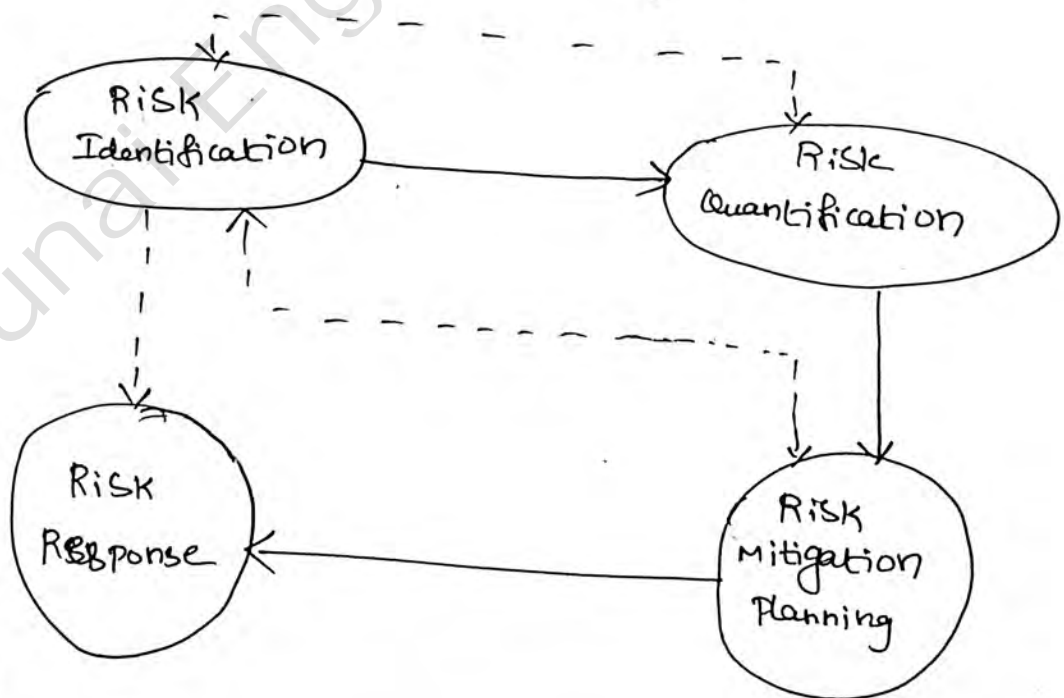 Risk
Identification
Risk
Quantification
Risk
Response
Risk
Mitigation
Planning